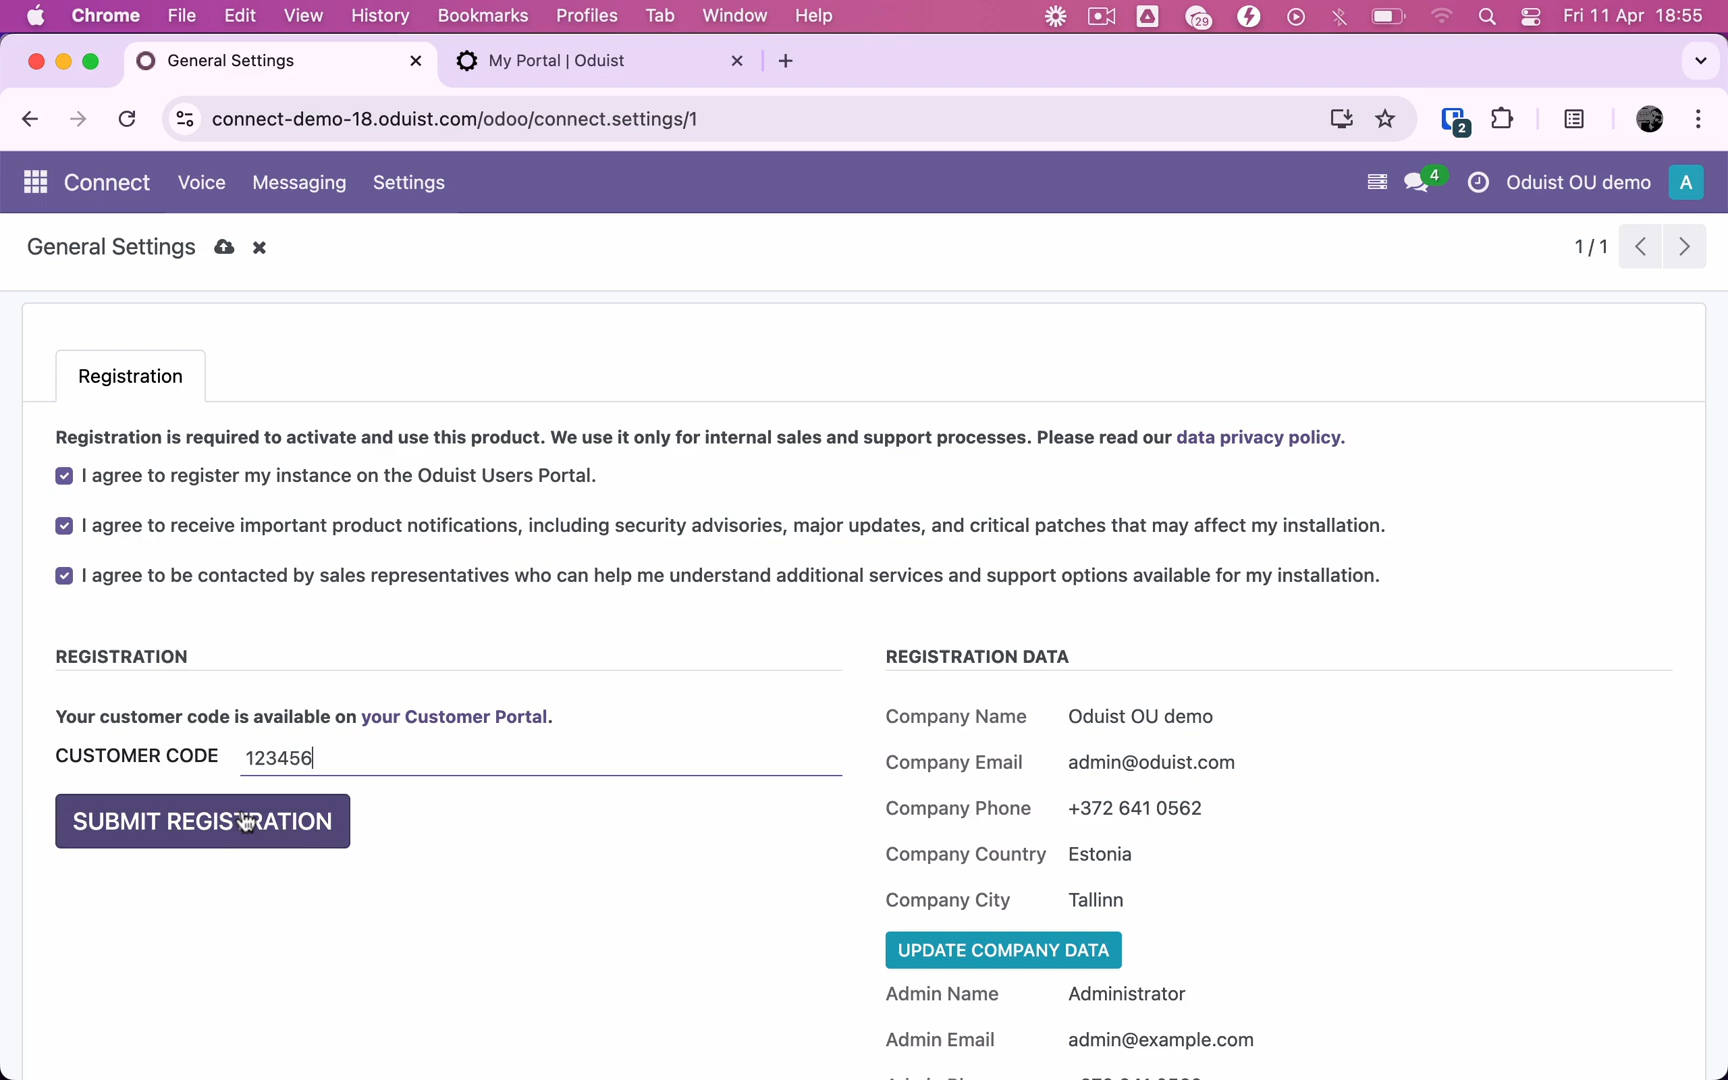 Chrome File Edit View History Bookmarks Profiles Tab Window Help 29 Fri 11 Apr 18:55
General Settings My Portal | Oduist
connect-demo-18.oduist.com/odoo/connect.settings/1 2
Connect Voice Messaging Settings 4 Oduist OU demo A
General Settings 1 / 1
Registration
Registration is required to activate and use this product. We use it only for internal sales and support processes. Please read our data privacy policy.
I agree to register my instance on the Oduist Users Portal.
I agree to receive important product notifications, including security advisories, major updates, and critical patches that may affect my installation.
I agree to be contacted by sales representatives who can help me understand additional services and support options available for my installation.
REGISTRATION
Your customer code is available on your Customer Portal.
CUSTOMER CODE 123456
SUBMIT REGISTRATION
REGISTRATION DATA
Company Name Oduist OU demo
Company Email admin@oduist.com
Company Phone +372 641 0562
Company Country Estonia
Company City Tallinn
UPDATE COMPANY DATA
Admin Name Administrator
Admin Email admin@example.com